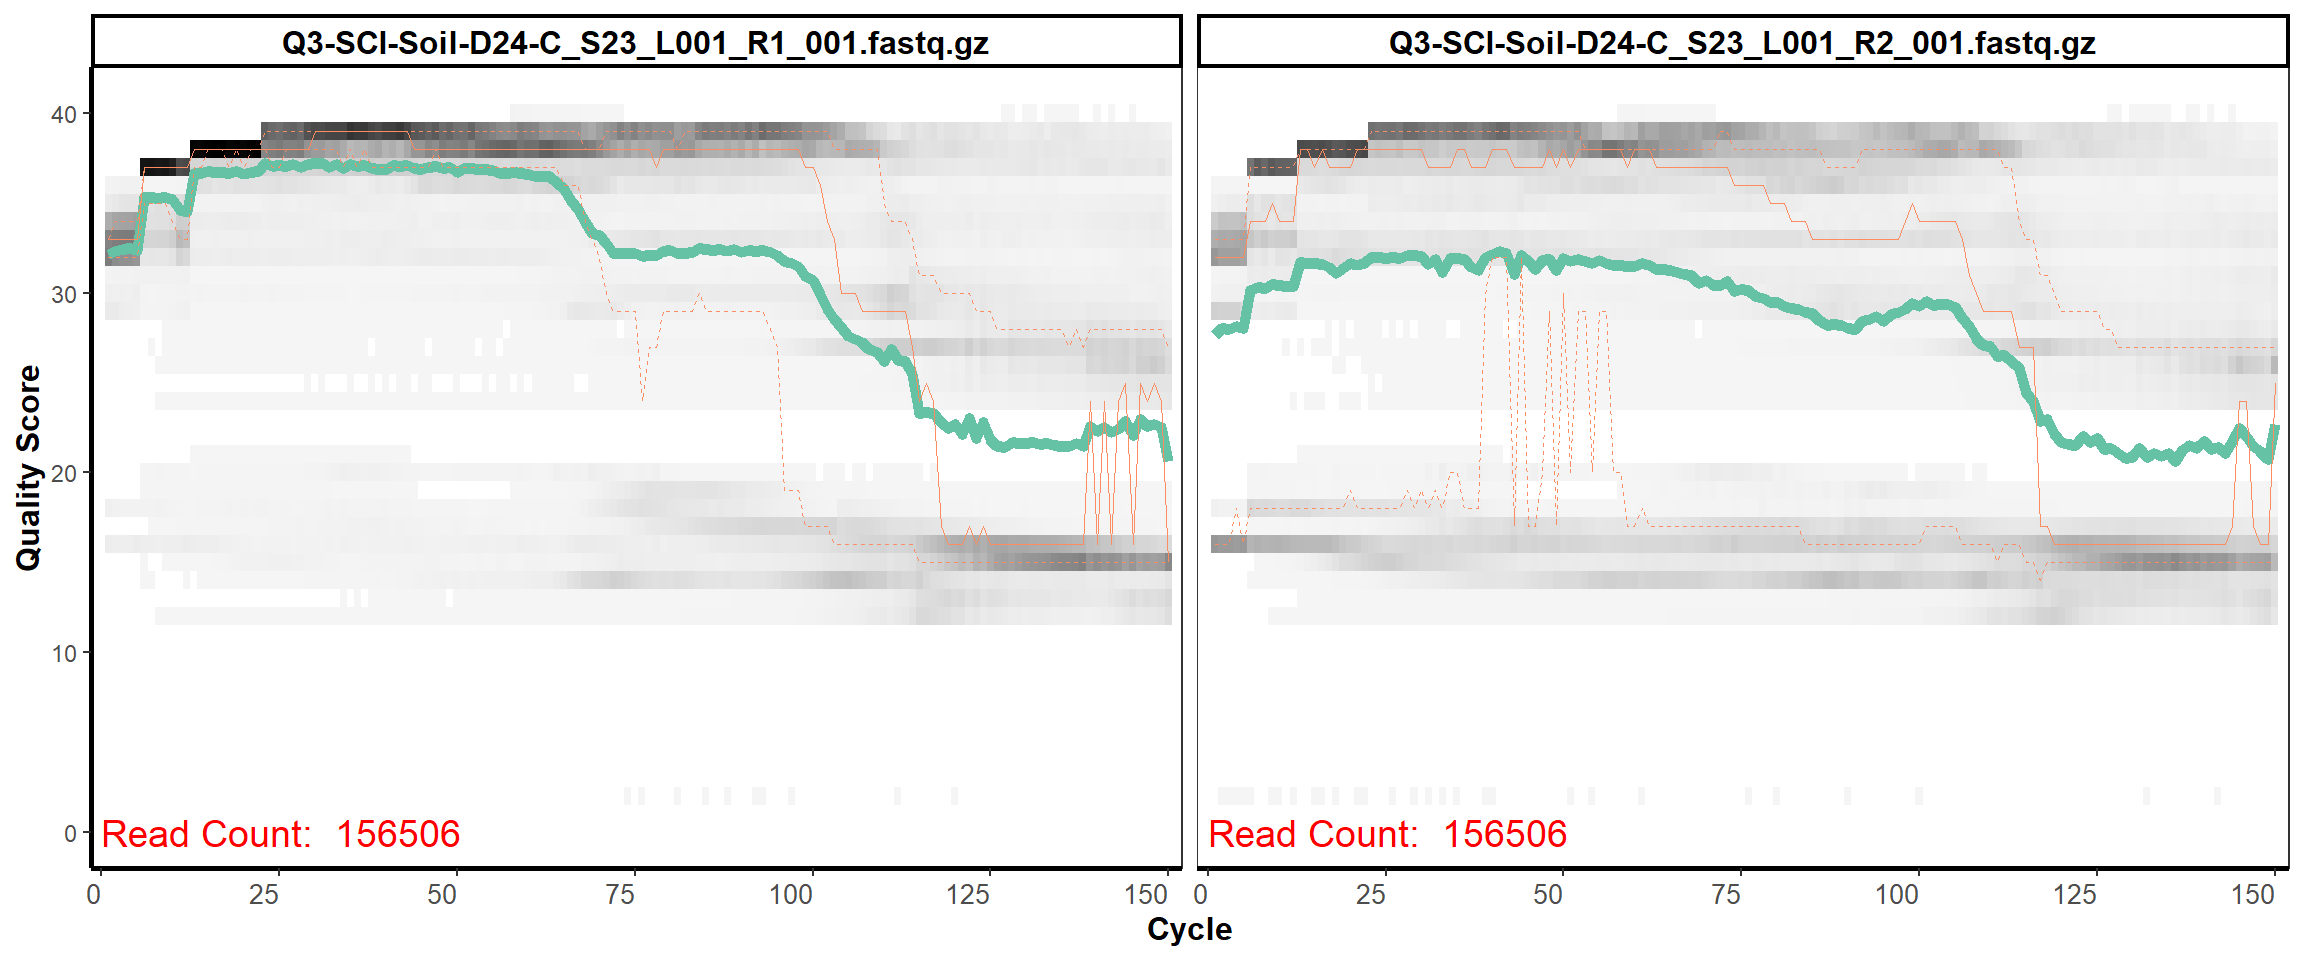 Q3-SCI-Soil-D24-C_S23_L001_R1_001.fastq.gz
Q3-SCI-Soil-D24-C_S23_L001_R2_001.fastq.gz
Quality Score
40
30
20
10
0
Read Count: 156506
Read Count: 156506
0 25 50 75 100 125 150
0 25 50 75 100 125 150
Cycle